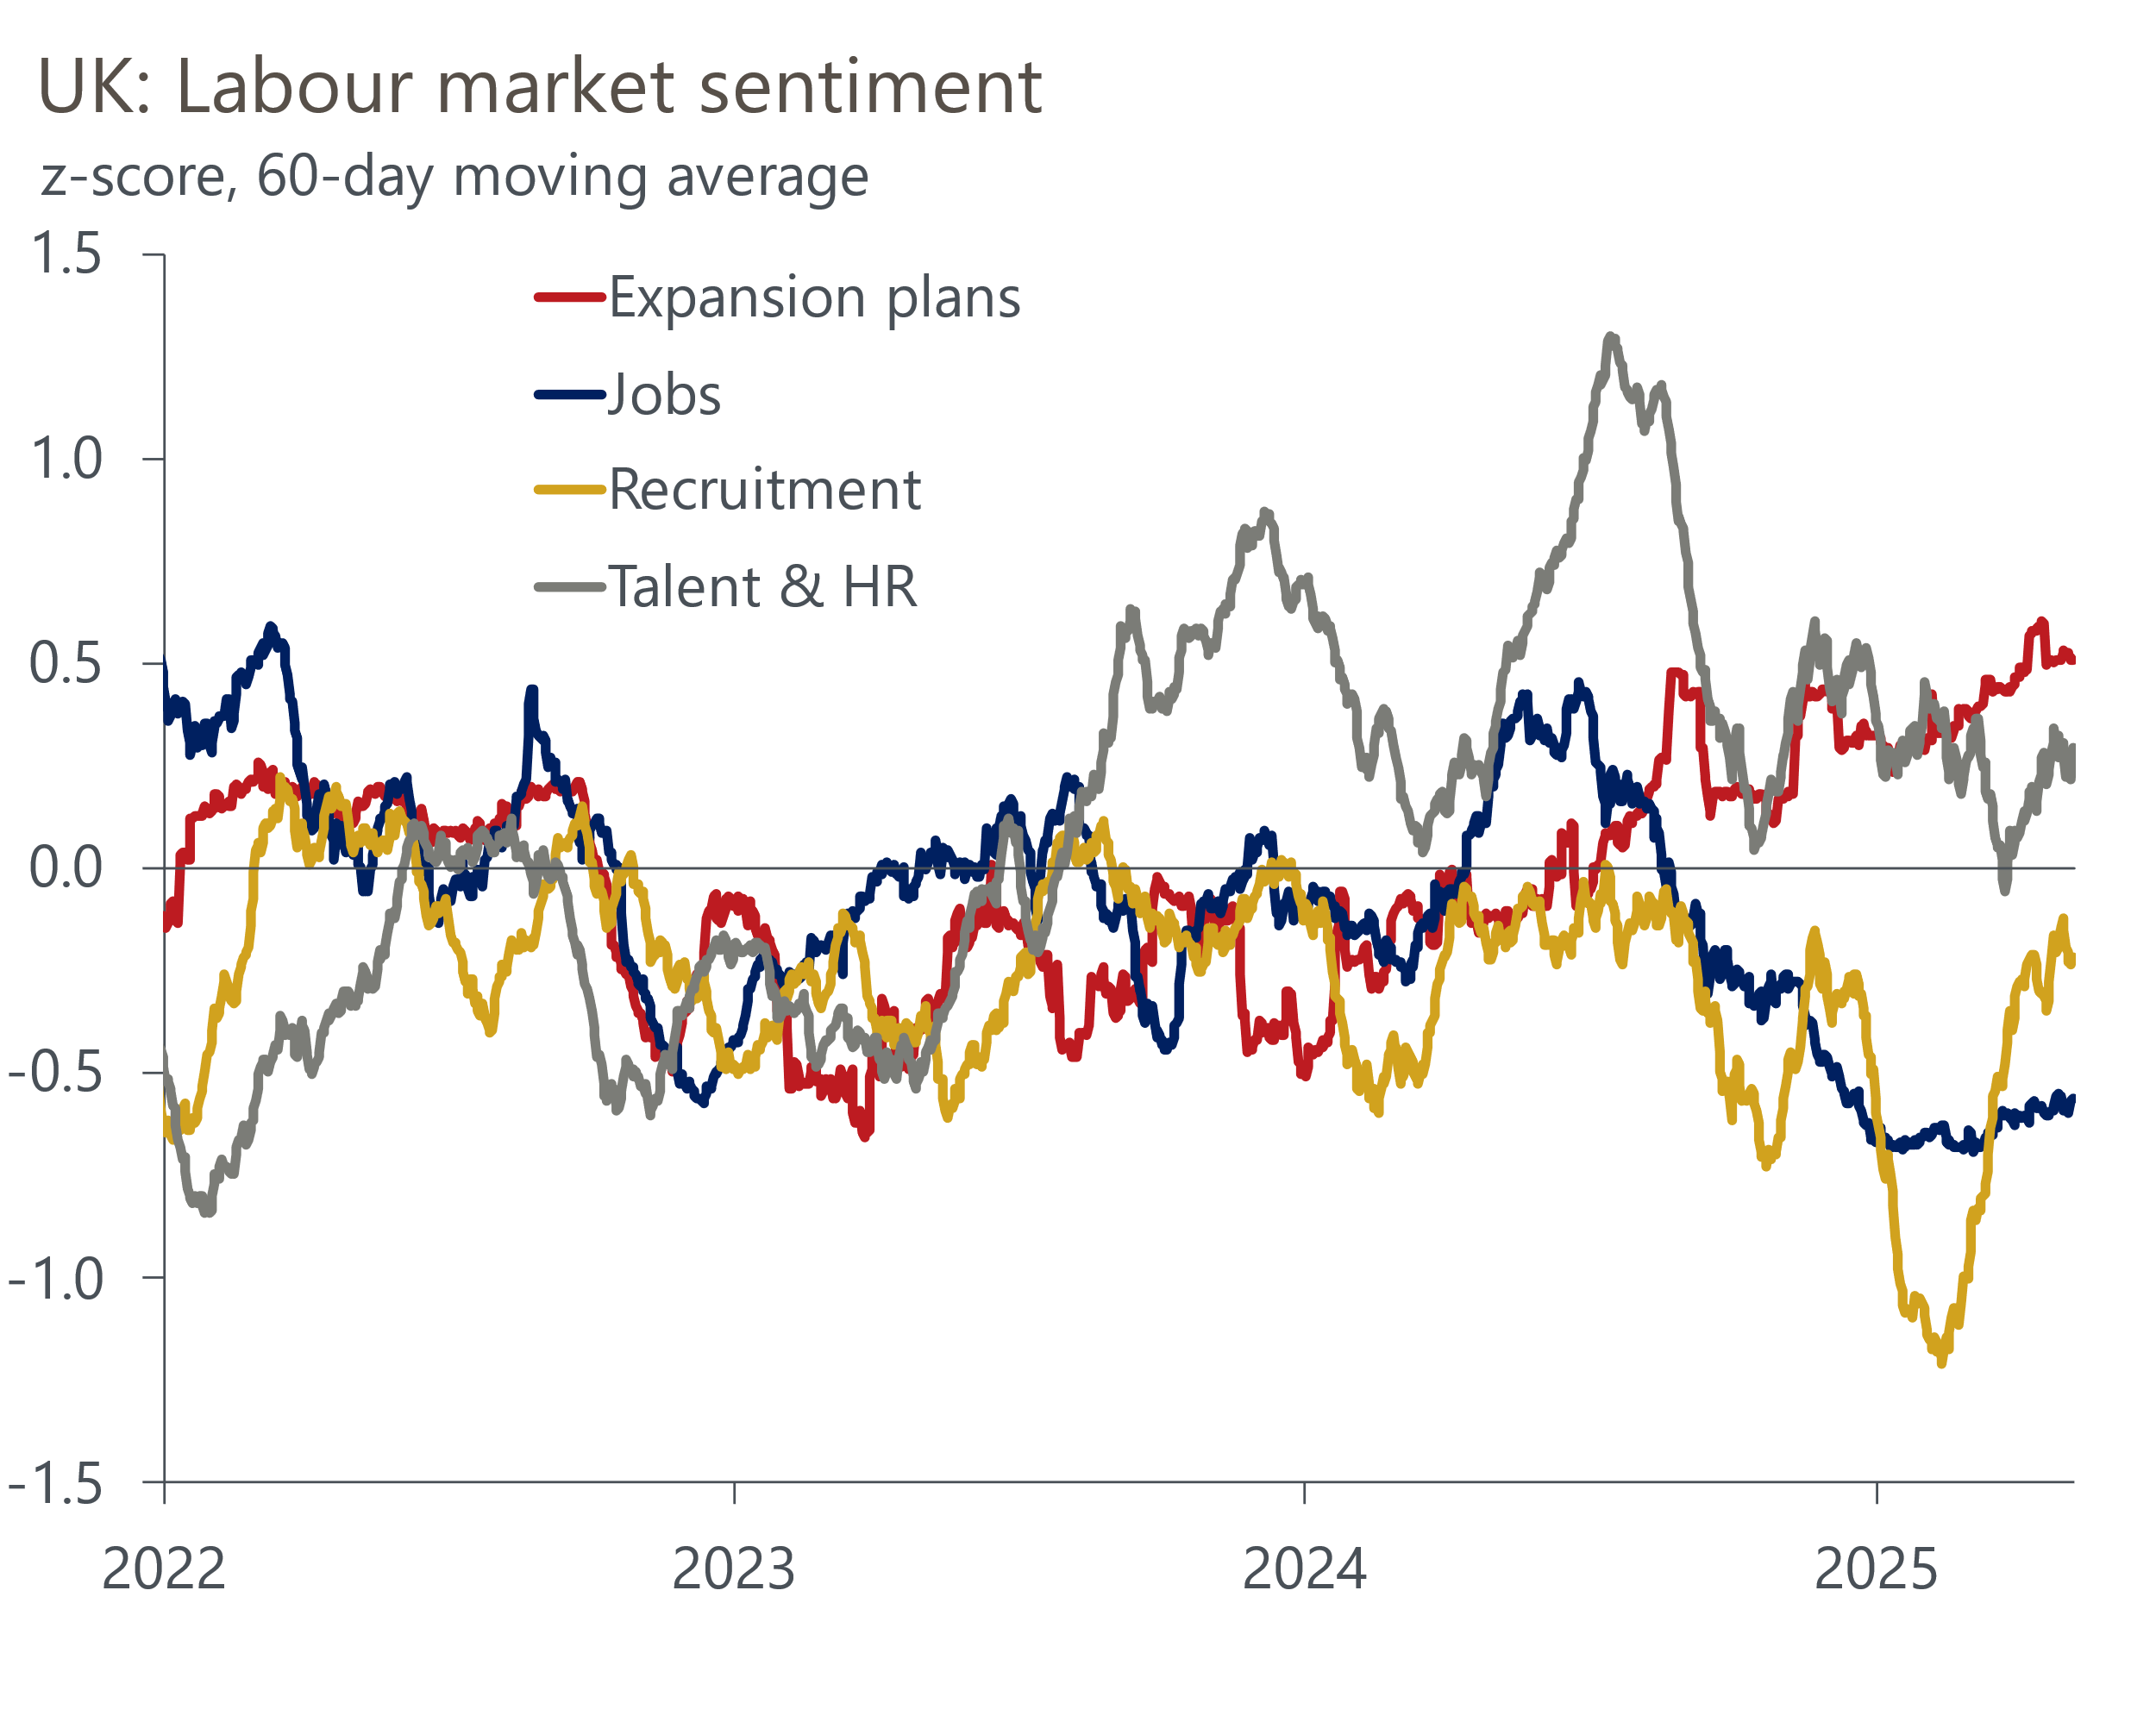 UK: Labour market sentiment
z-score, 60-day moving average
1.5
Expansion plans
Jobs
1.0
Recruitment
Talent & HR
0.5
0.0
-0.5
-1.0
-1.5
2022 2023 2024 2025